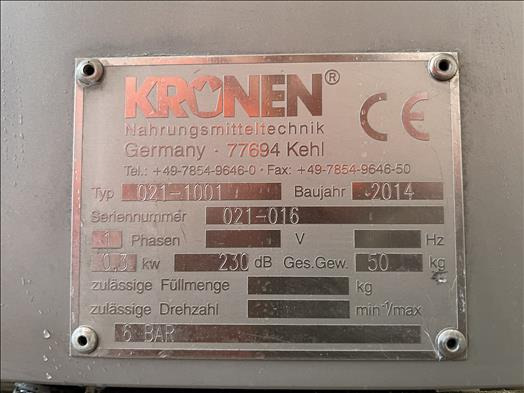 KRONEN®
CE
Nahrungsmitteltechnik
Germany · 77694 Kehl
Tel.: +49-7854-9646-0 · Fax: +49-7854-9646-50
Typ 021-1001 Baujahr 2014
Seriennummer 021-016
1 Phasen V Hz
0.3 kw 230 dB Ges.Gew. 50 kg
zulässige Füllmenge kg
zulässige Drehzahl min⁻¹/max
6 BAR